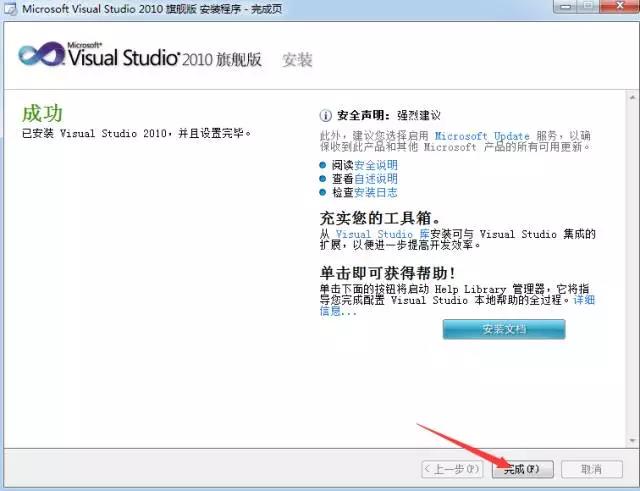 Microsoft Visual Studio 2010 旗舰版 安装程序 - 完成页
Microsoft®
Visual Studio® 2010 旗舰版 安装
成功
已安装 Visual Studio 2010，并且设置完毕。
安全声明：强烈建议
此外，建议您选择启用 Microsoft Update 服务，以确
保收到此产品和其他 Microsoft 产品的所有可用更新。
阅读安全说明
查看自述说明
检查安装日志
充实您的工具箱。
从 Visual Studio 库安装可与 Visual Studio 集成的
扩展，以便进一步提高开发效率。
单击即可获得帮助！
单击下面的按钮将启动 Help Library 管理器，它将指
导您完成配置 Visual Studio 本地帮助的全过程。详细
信息...
安装文档
< 上一步(P)
完成(F)
取消